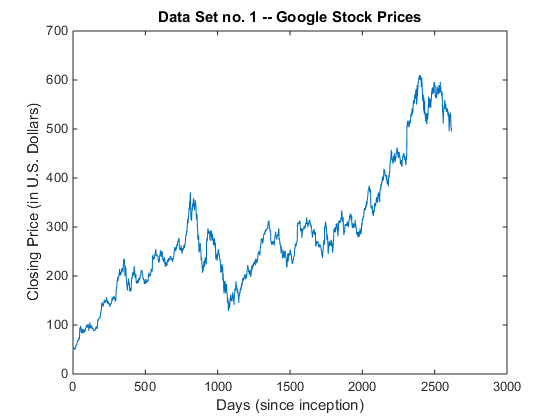 Data Set no. 1 -- Google Stock Prices
700
600
500
400
300
200
100
0
Closing Price (in U.S. Dollars)
0 500 1000 1500 2000 2500 3000
Days (since inception)